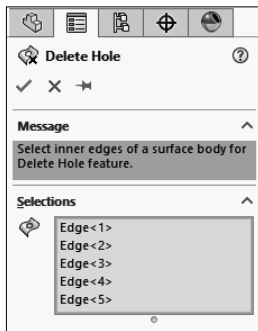 Delete Hole
Message
Select inner edges of a surface body for
Delete Hole feature.
Selections
Edge<1>
Edge<2>
Edge<3>
Edge<4>
Edge<5>